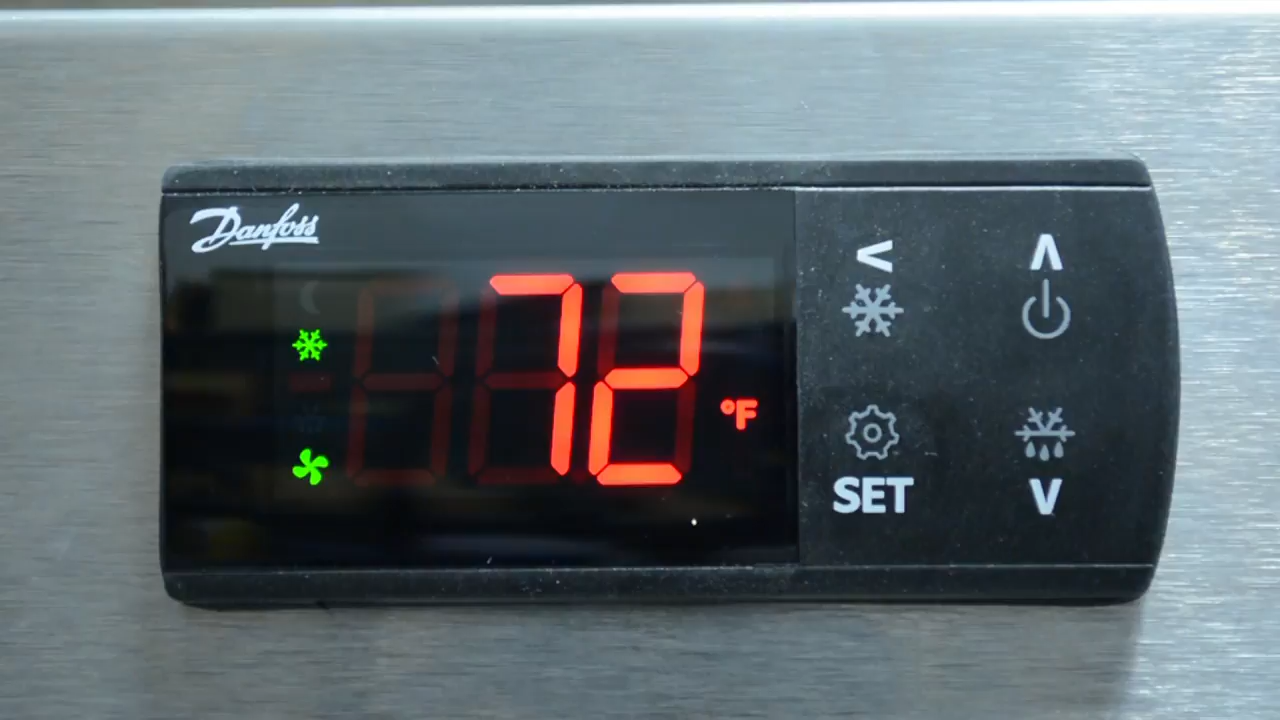 Danfoss
72 °F
<
Λ
SET
V